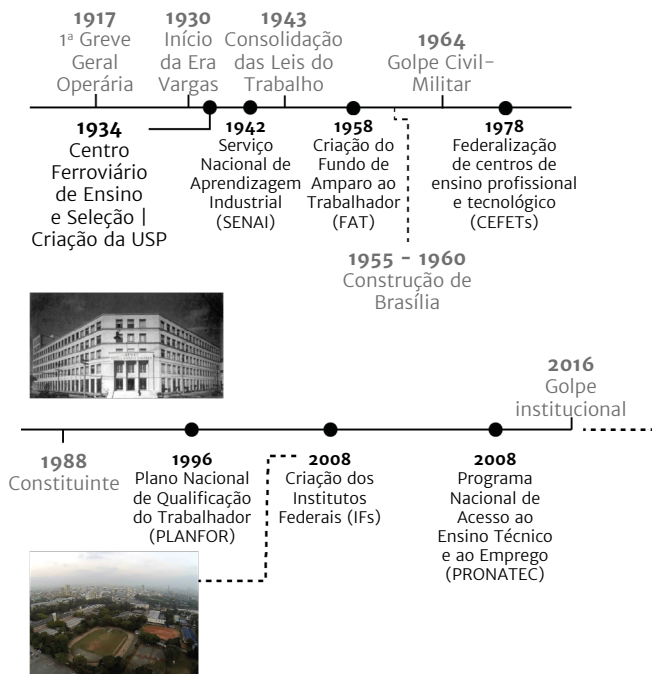 1917
1ª Greve
Geral
Operária
1930
Início
da Era
Vargas
1943
Consolidação
das Leis do
Trabalho
1964
Golpe Civil-
Militar
1934
Centro
Ferroviário
de Ensino
e Seleção |
Criação da USP
1942
Serviço
Nacional de
Aprendizagem
Industrial
(SENAI)
1958
Criação do
Fundo de
Amparo ao
Trabalhador
(FAT)
1978
Federalização
de centros de
ensino profissional
e tecnológico
(CEFETs)
1955 - 1960
Construção de
Brasília
2016
Golpe
institucional
1988
Constituinte
1996
Plano Nacional
de Qualificação
do Trabalhador
(PLANFOR)
2008
Criação dos
Institutos
Federais (IFs)
2008
Programa
Nacional de
Acesso ao
Ensino Técnico
e ao Emprego
(PRONATEC)